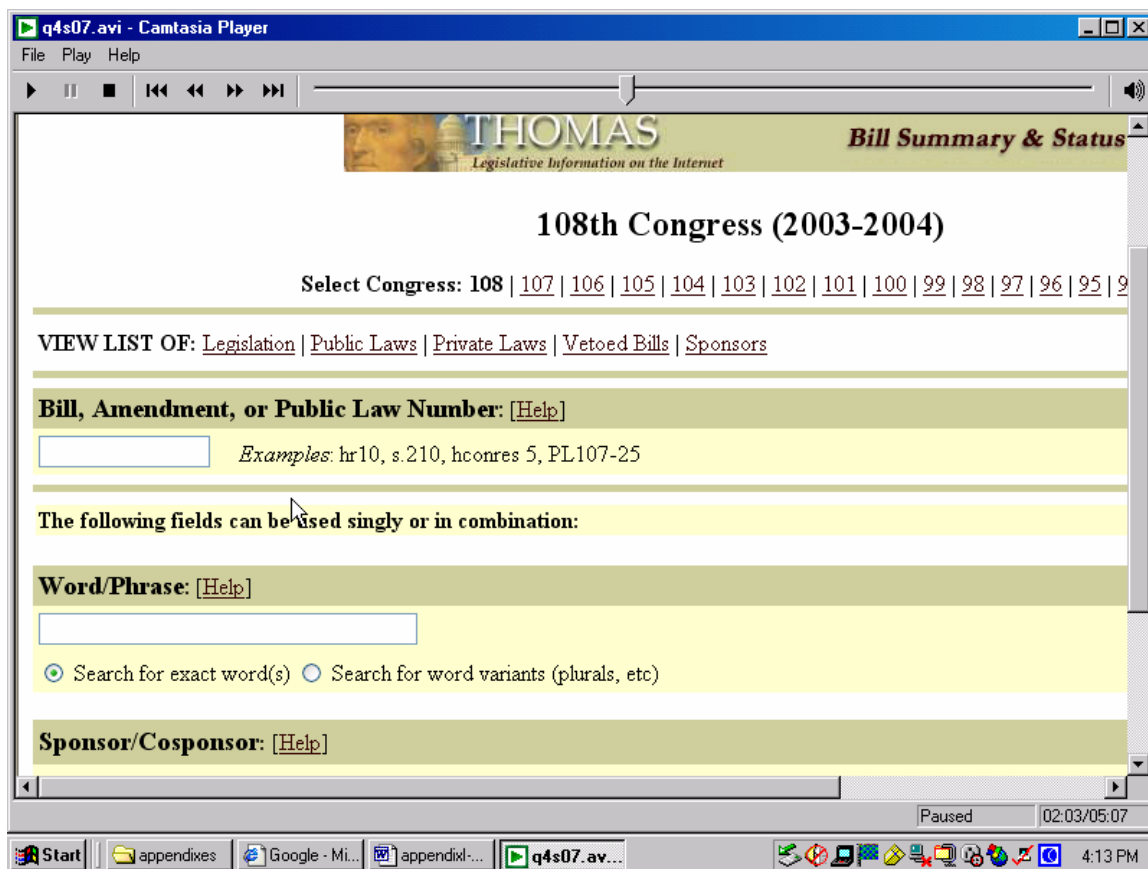 q4s07.avi - Camtasia Player
File Play Help
THOMAS
Legislative Information on the Internet
Bill Summary & Status
108th Congress (2003-2004)
Select Congress: 108 | 107 | 106 | 105 | 104 | 103 | 102 | 101 | 100 | 99 | 98 | 97 | 96 | 95 | 9
VIEW LIST OF: Legislation | Public Laws | Private Laws | Vetoed Bills | Sponsors
Bill, Amendment, or Public Law Number: [Help]
Examples: hr10, s.210, hconres 5, PL107-25
The following fields can be used singly or in combination:
Word/Phrase: [Help]
Search for exact word(s) Search for word variants (plurals, etc)
Sponsor/Cosponsor: [Help]
Paused 02:03/05:07
Start appendixes Google - Mi... appendixl-... q4s07.av... 4:13 PM